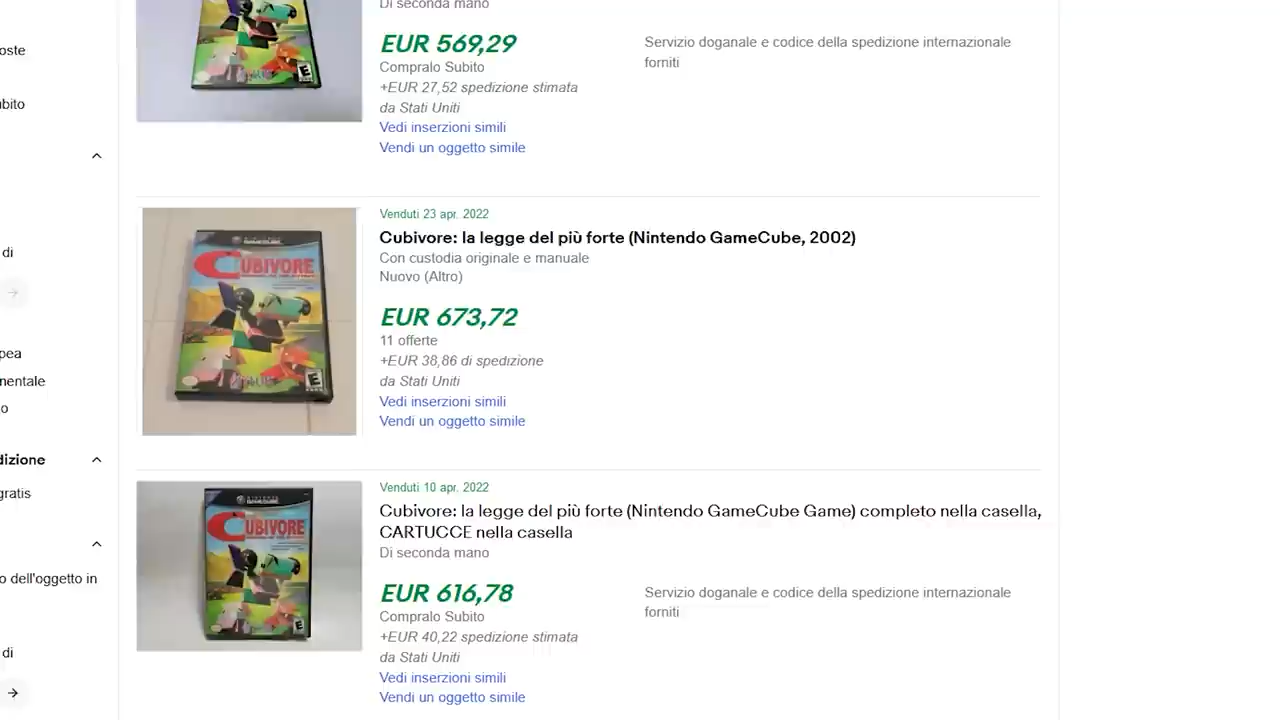 Di seconda mano
EUR 569,29
Servizio doganale e codice della spedizione internazionale
forniti
Compralo Subito
+EUR 27,52 spedizione stimata
da Stati Uniti
Vedi inserzioni simili
Vendi un oggetto simile
oste
bito
di
pea
nentale
o
dizione
gratis
o dell'oggetto in
di
Venduti 23 apr. 2022
Cubivore: la legge del più forte (Nintendo GameCube, 2002)
Con custodia originale e manuale
Nuovo (Altro)
EUR 673,72
11 offerte
+EUR 38,86 di spedizione
da Stati Uniti
Vedi inserzioni simili
Vendi un oggetto simile
CUBIVORE
E
Venduti 10 apr. 2022
Cubivore: la legge del più forte (Nintendo GameCube Game) completo nella casella,
CARTUCCE nella casella
Di seconda mano
EUR 616,78
Servizio doganale e codice della spedizione internazionale
forniti
Compralo Subito
+EUR 40,22 spedizione stimata
da Stati Uniti
Vedi inserzioni simili
Vendi un oggetto simile
CUBIVORE
E